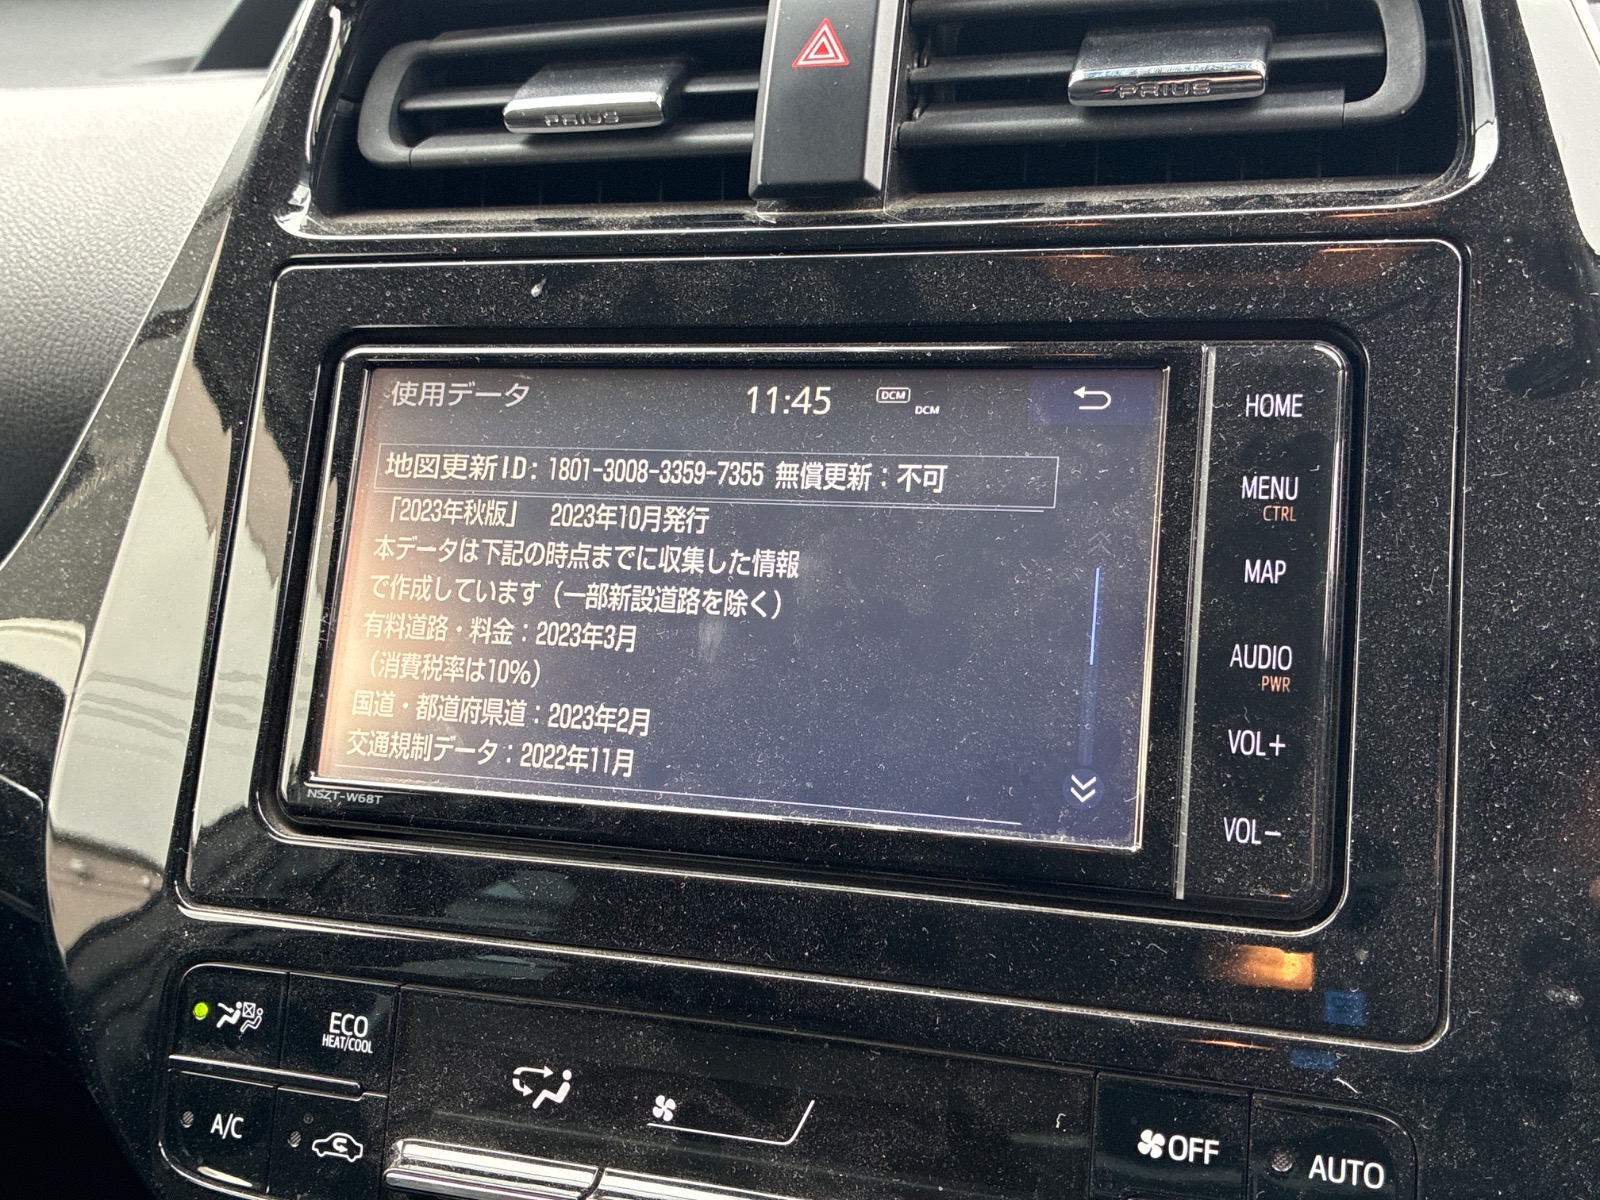 PRIUS
PRIUS
使用データ 11:45 DCM DCM
地図更新ID：1801-3008-3359-7355 無償更新：不可
「2023年秋版」 2023年10月発行
本データは下記の時点までに収集した情報
で作成しています（一部新設道路を除く）
有料道路・料金：2023年3月
（消費税率は10%）
国道・都道府県道：2023年2月
交通規制データ：2022年11月
NSZT-W68T
HOME
MENU
CTRL
MAP
AUDIO
PWR
VOL+
VOL−
ECO
HEAT/COOL
A/C
OFF
AUTO